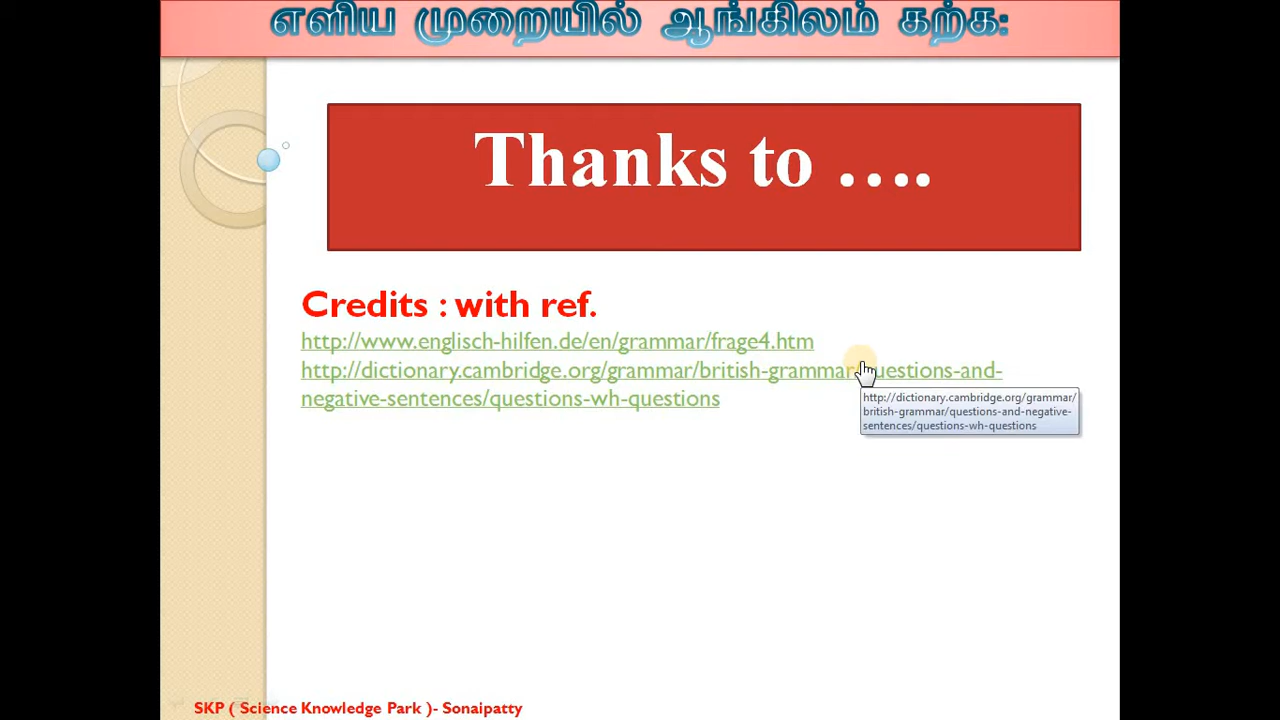 எளிய முறையில் ஆங்கிலம் கற்க:
Thanks to ….
Credits : with ref.
http://www.englisch-hilfen.de/en/grammar/frage4.htm
http://dictionary.cambridge.org/grammar/british-grammar/questions-and-
negative-sentences/questions-wh-questions
http://dictionary.cambridge.org/grammar/
british-grammar/questions-and-negative-
sentences/questions-wh-questions
SKP ( Science Knowledge Park )- Sonaipatty